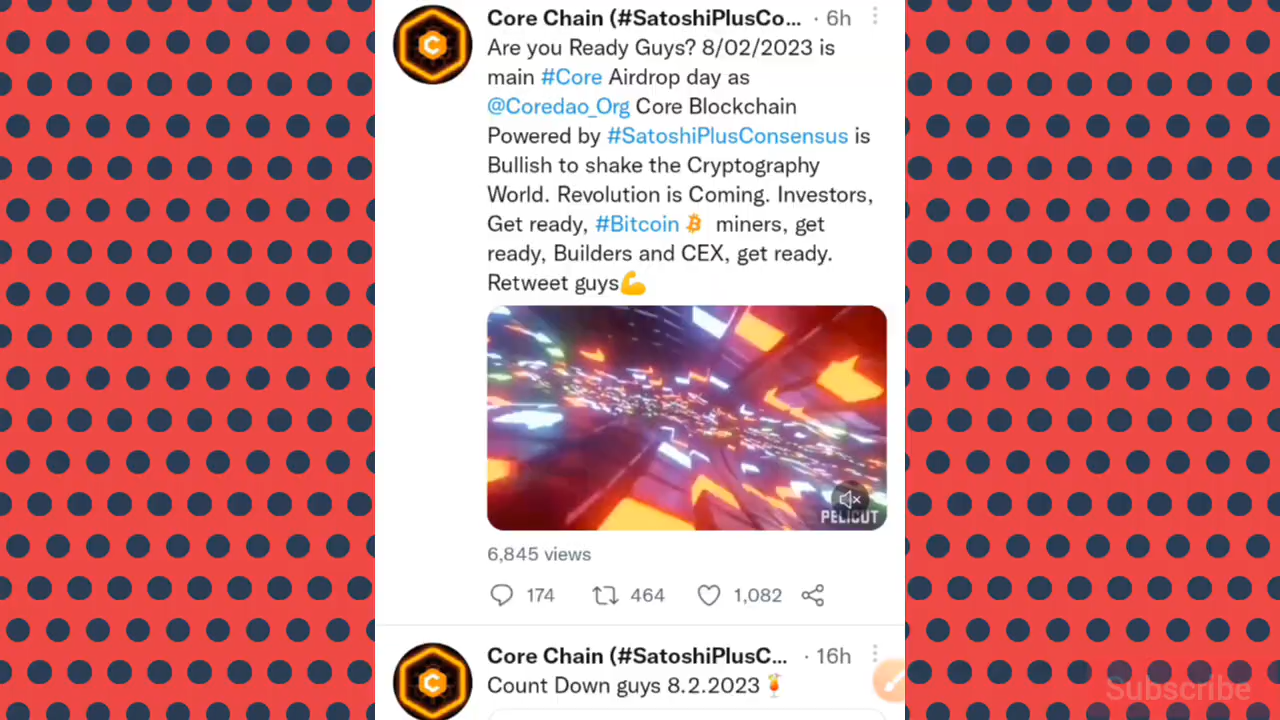 Core Chain (#SatoshiPlusCo... · 6h
Are you Ready Guys? 8/02/2023 is
main #Core Airdrop day as
@Coredao_Org Core Blockchain
Powered by #SatoshiPlusConsensus is
Bullish to shake the Cryptography
World. Revolution is Coming. Investors,
Get ready, #Bitcoin miners, get
ready, Builders and CEX, get ready.
Retweet guys💪
PELICUT
6,845 views
174 464 1,082
Core Chain (#SatoshiPlusC... · 16h
Count Down guys 8.2.2023 🍹
Subscribe